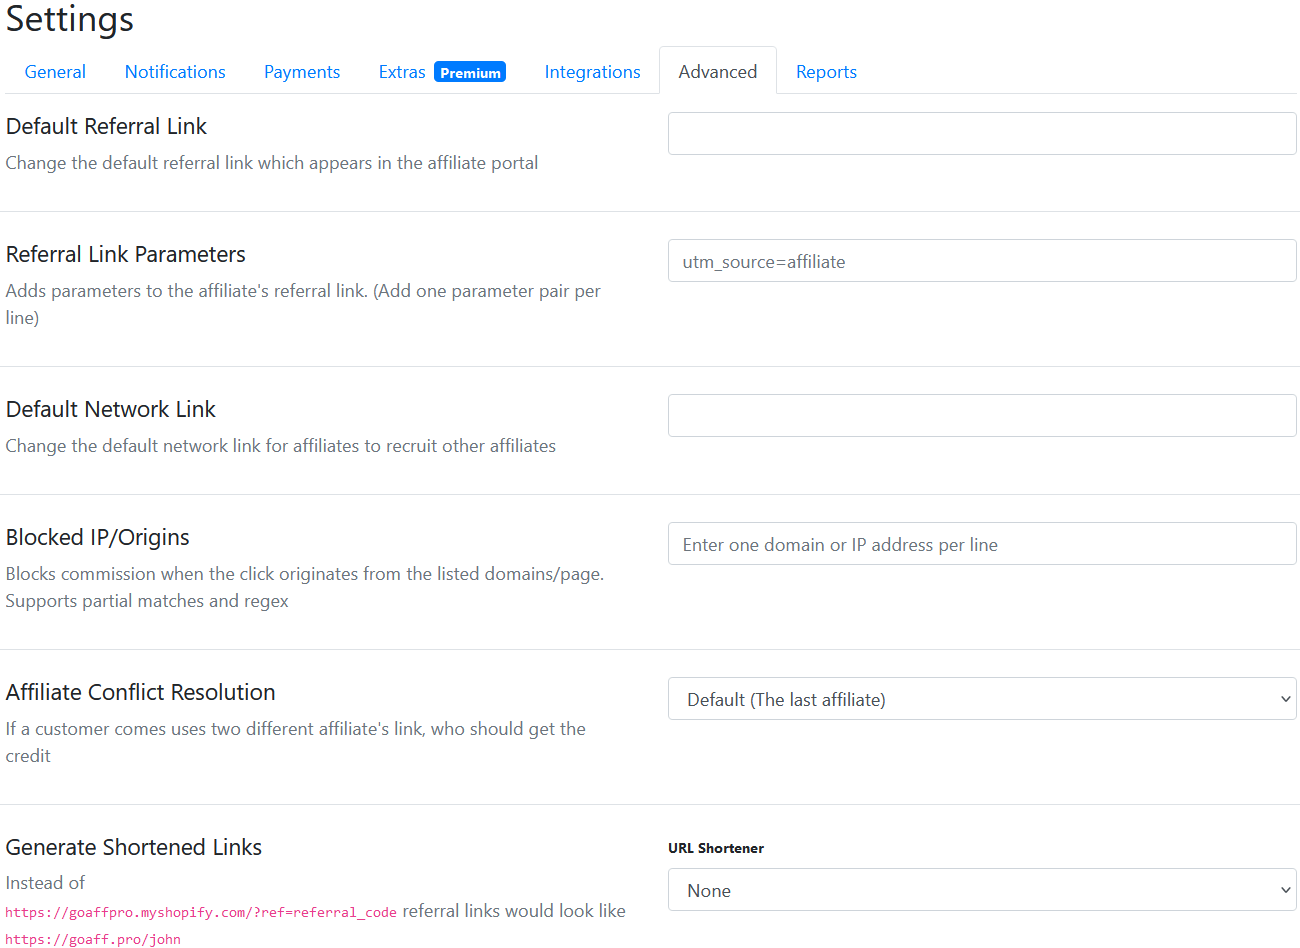 Settings
General Notifications Payments Extras Premium Integrations Advanced Reports
Default Referral Link
Change the default referral link which appears in the affiliate portal
Referral Link Parameters
utm_source=affiliate
Adds parameters to the affiliate's referral link. (Add one parameter pair per
line)
Default Network Link
Change the default network link for affiliates to recruit other affiliates
Blocked IP/Origins
Enter one domain or IP address per line
Blocks commission when the click originates from the listed domains/page.
Supports partial matches and regex
Affiliate Conflict Resolution
Default (The last affiliate)
If a customer comes uses two different affiliate's link, who should get the
credit
Generate Shortened Links
URL Shortener
Instead of
None
https://goaffpro.myshopify.com/?ref=referral_code referral links would look like
https://goaff.pro/john